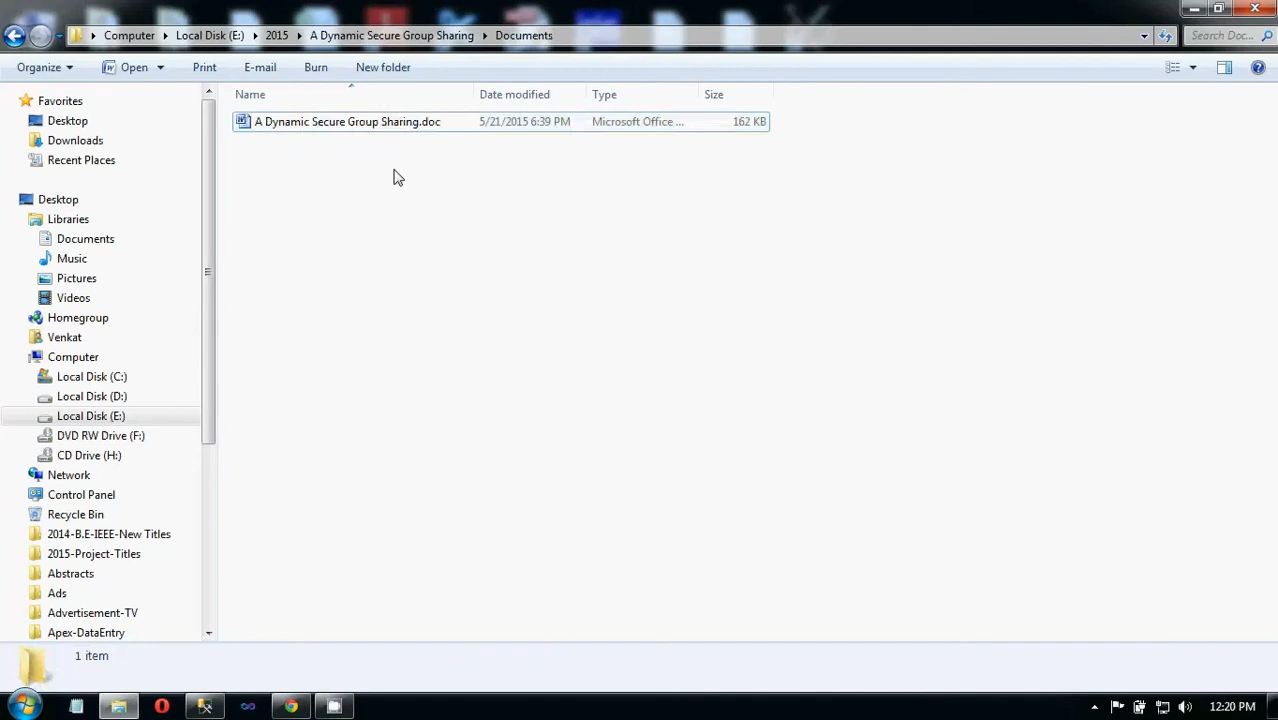 Computer Local Disk (E:) 2015 A Dynamic Secure Group Sharing Documents Search Doc...
Organize Open Print E-mail Burn New folder
Name Date modified Type Size
A Dynamic Secure Group Sharing.doc 5/21/2015 6:39 PM Microsoft Office ... 162 KB
Favorites
Desktop
Downloads
Recent Places
Desktop
Libraries
Documents
Music
Pictures
Videos
Homegroup
Venkat
Computer
Local Disk (C:)
Local Disk (D:)
Local Disk (E:)
DVD RW Drive (F:)
CD Drive (H:)
Network
Control Panel
Recycle Bin
2014-B.E-IEEE-New Titles
2015-Project-Titles
Abstracts
Ads
Advertisement-TV
Apex-DataEntry
1 item
12:20 PM